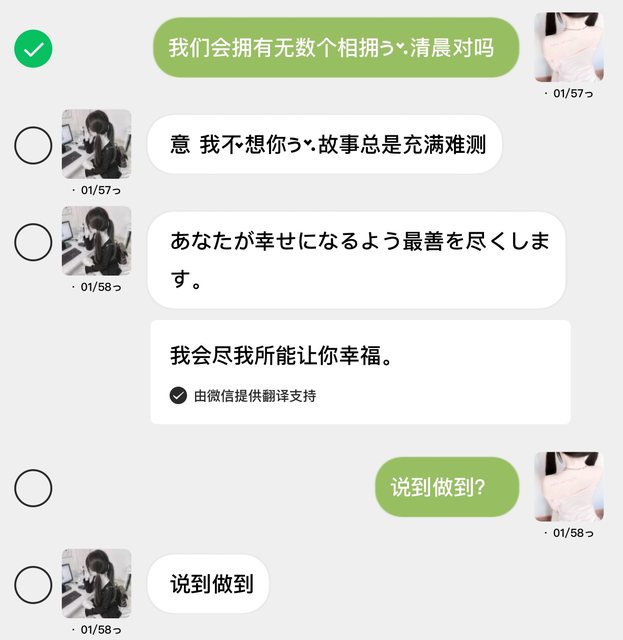 我们会拥有无数个相拥う❤︎.清晨对吗
· 01/57っ
意 我不❤︎想你う❤︎.故事总是充满难测
· 01/57っ
あなたが幸せになるよう最善を尽くしま
す。
· 01/58っ
我会尽我所能让你幸福。
由微信提供翻译支持
说到做到?
· 01/58っ
说到做到
· 01/58っ